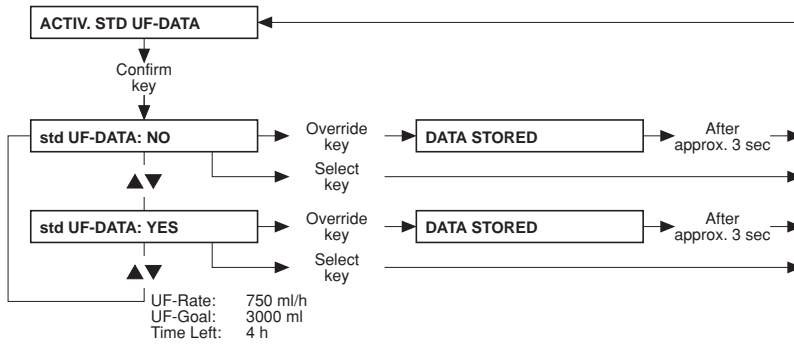 ACTIV. STD UF-DATA
Confirm
key
std UF-DATA: NO
Override
key
DATA STORED
After
approx. 3 sec
Select
key
▲▼
std UF-DATA: YES
Override
key
DATA STORED
After
approx. 3 sec
Select
key
▲▼
UF-Rate: 750 ml/h
UF-Goal: 3000 ml
Time Left: 4 h